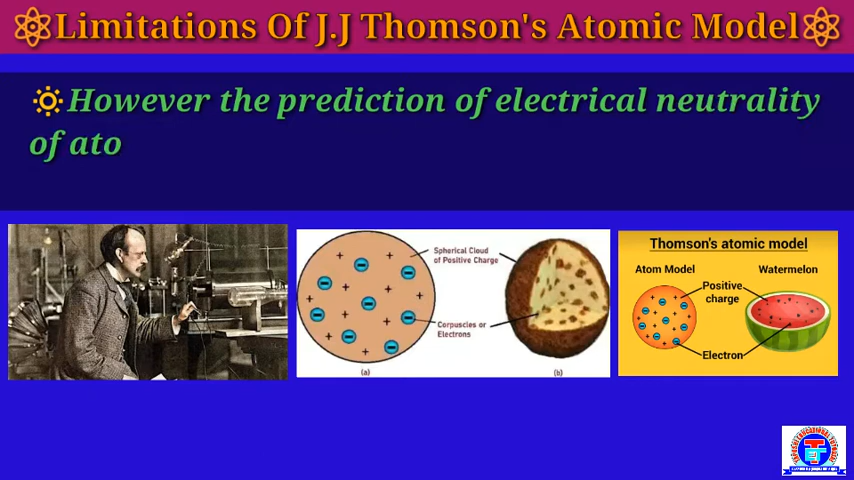 Limitations Of J.J Thomson's Atomic Model
However the prediction of electrical neutrality
of ato
Spherical Cloud
of Positive Charge
Corpuscles or
Electrons
(a)
(b)
Thomson's atomic model
Atom Model
Watermelon
Positive
charge
Electron